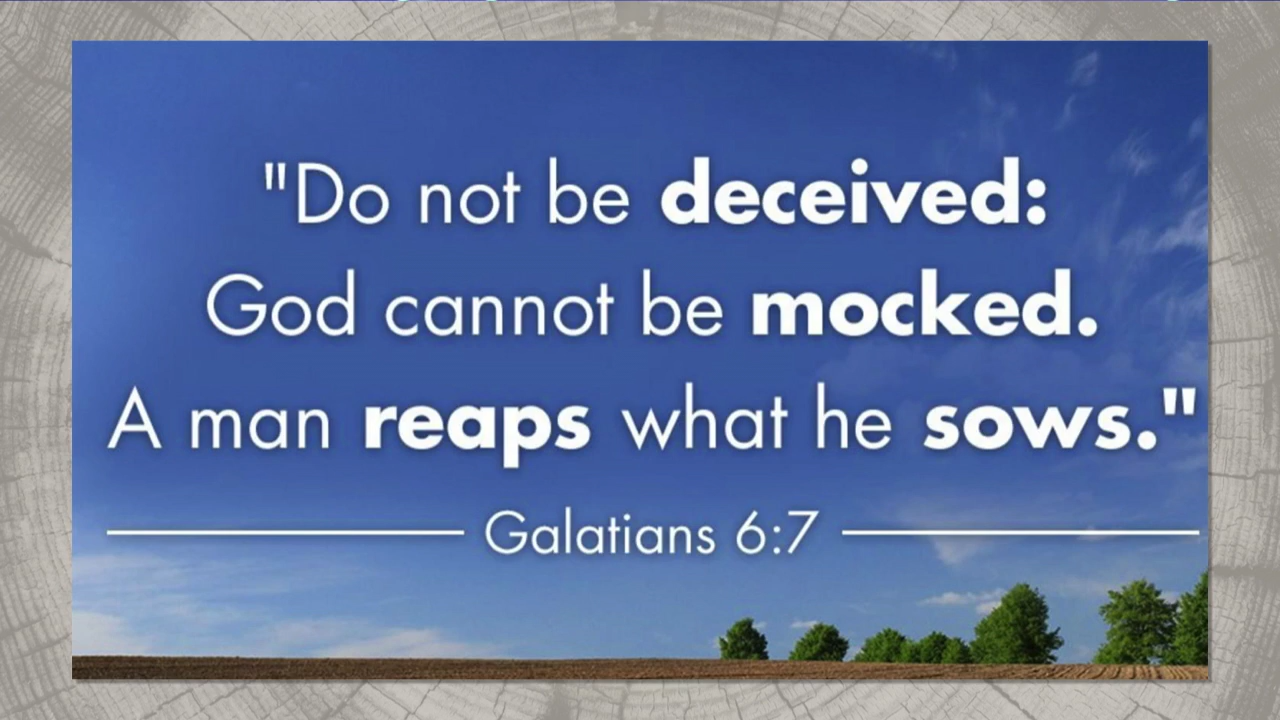 "Do not be deceived:
God cannot be mocked.
A man reaps what he sows."
Galatians 6:7